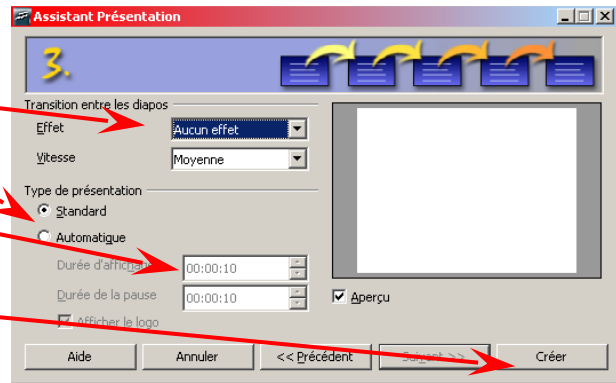 Assistant Présentation
3.
Transition entre les diapos
Effet Aucun effet
Vitesse Moyenne
Type de présentation
Standard
Automatique
Durée d'affichage 00:00:10
Durée de la pause 00:00:10
Afficher le logo
Aperçu
Aide Annuler << Précédent Suivant >> Créer